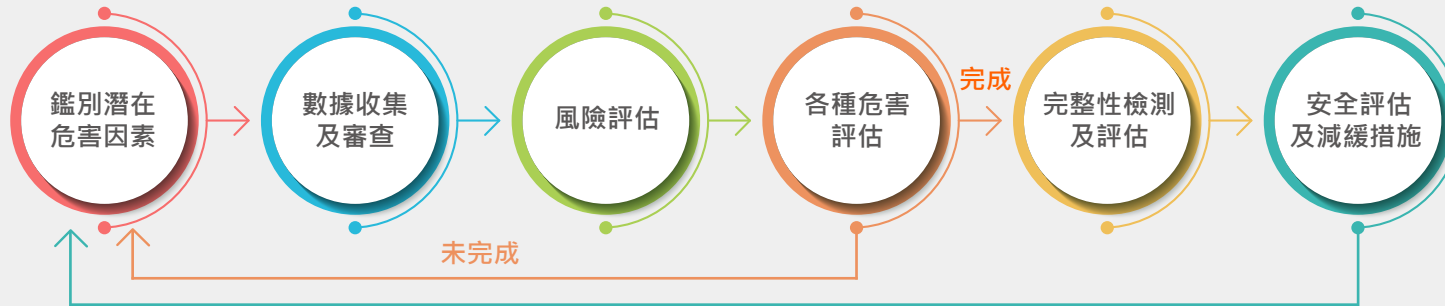 鑑別潛在
危害因素
數據收集
及審查
風險評估
各種危害
評估
完成
完整性檢測
及評估
安全評估
及減緩措施
未完成